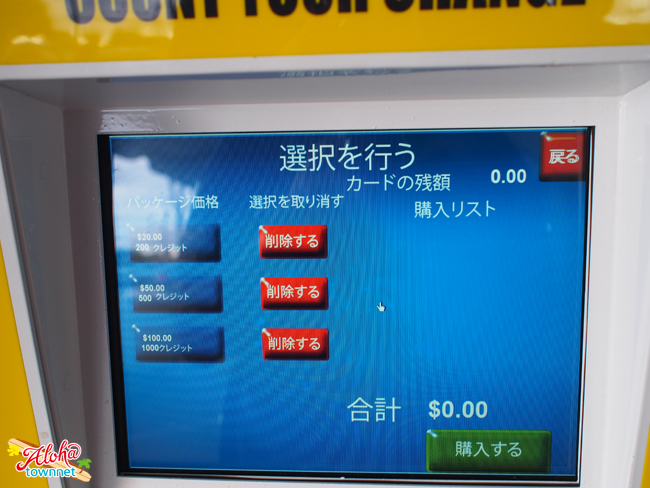 COUNT YOUR CHANGE
選択を行う
戻る
カードの残額 0.00
パッケージ価格 選択を取り消す 購入リスト
$20.00
200 クレジット
削除する
$50.00
500 クレジット
削除する
$100.00
1000クレジット
削除する
合計 $0.00
購入する
Aloha
townnet